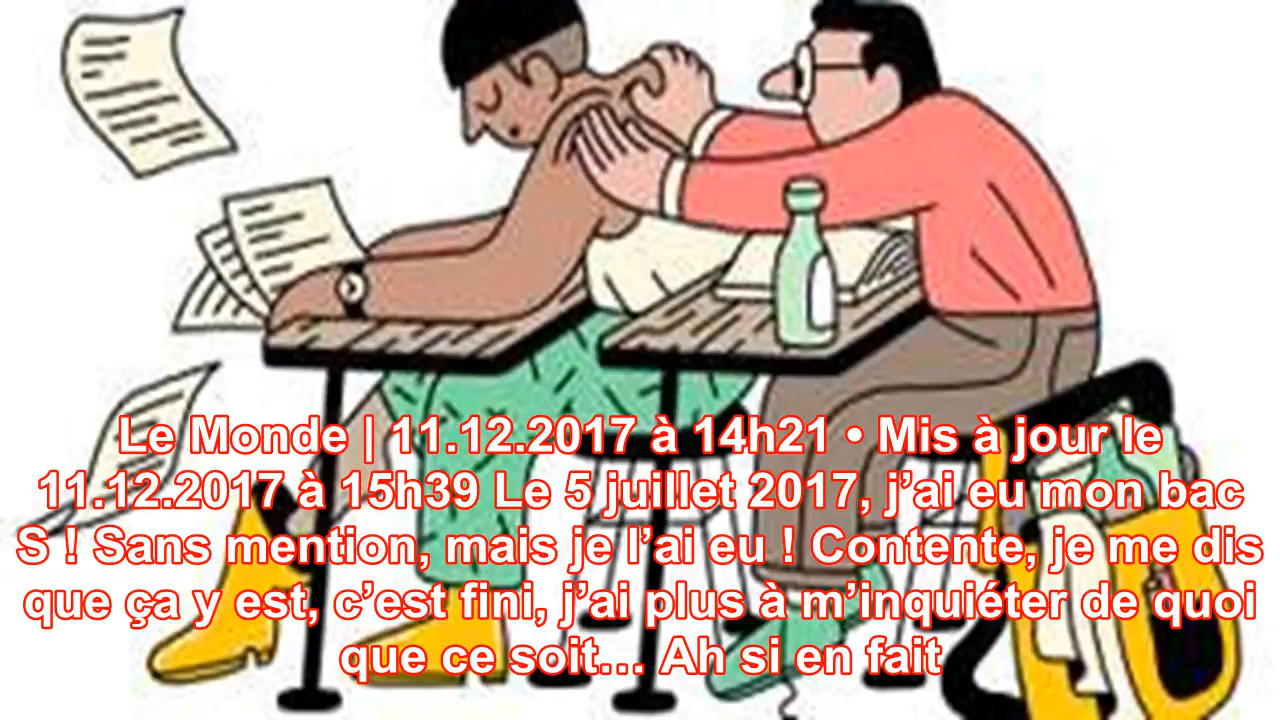 Le Monde | 11.12.2017 à 14h21 • Mis à jour le
11.12.2017 à 15h39 Le 5 juillet 2017, j’ai eu mon bac
S ! Sans mention, mais je l’ai eu ! Contente, je me dis
que ça y est, c’est fini, j’ai plus à m’inquiéter de quoi
que ce soit… Ah si en fait